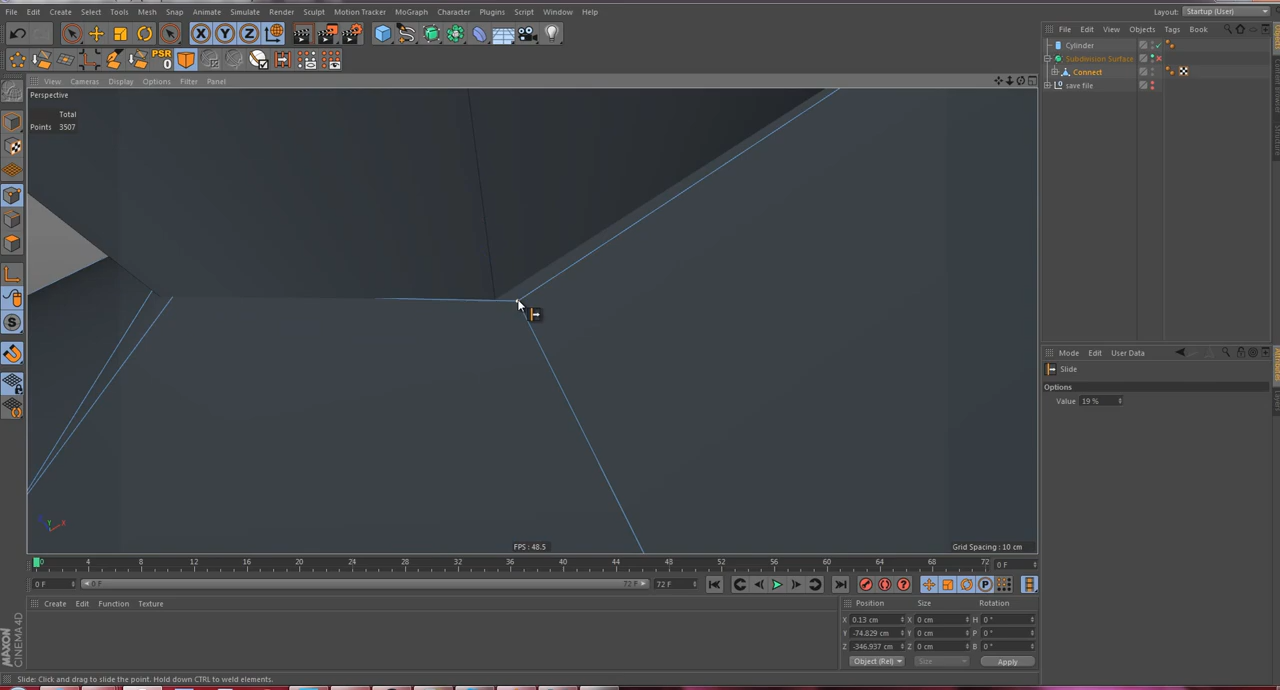 File Edit Create Select Tools Mesh Snap Animate Simulate Render Sculpt Motion Tracker MoGraph Character Plugins Script Window Help
Layout: Startup (User)
X Y Z
PSR
0
File Edit View Objects Tags Book
Cylinder
Subdivision Surface
Connect
save file
View Cameras Display Options Filter Panel
Perspective
Total
Points 3507
S
Mode Edit User Data
Slide
Options
Value 19 %
Y X
FPS : 48.5
Grid Spacing : 10 cm
0 4 8 12 16 20 24 28 32 36 40 44 48 52 56 60 64 68 72 0 F
0 F 0 F 72 F 72 F
P
Create Edit Function Texture
Position Size Rotation
X 0.13 cm X 0 cm H 0 °
Y -74.829 cm Y 0 cm P 0 °
Z -346.937 cm Z 0 cm B 0 °
Object (Rel) Size Apply
MAXON
CINEMA 4D
Slide: Click and drag to slide the point. Hold down CTRL to weld elements.